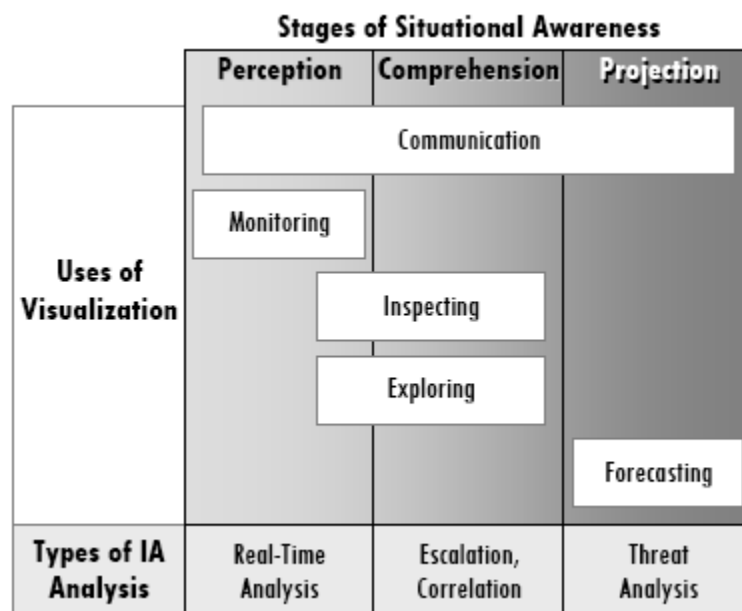 Stages of Situational Awareness
Perception
Comprehension
Projection
Communication
Monitoring
Uses of
Visualization
Inspecting
Exploring
Forecasting
Types of IA
Analysis
Real-Time
Analysis
Escalation,
Correlation
Threat
Analysis